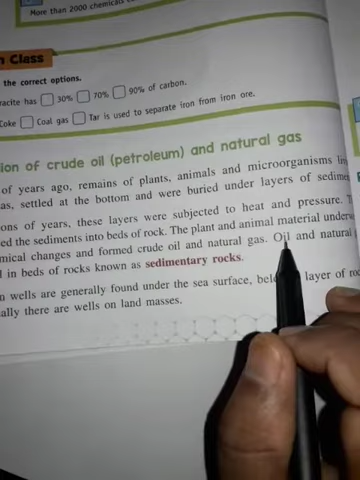 More than 2000 chemicals
n Class
the correct options.
racite has 30% 70% 90% of carbon.
Coke Coal gas Tar is used to separate iron from iron ore.
ion of crude oil (petroleum) and natural gas
of years ago, remains of plants, animals and microorganisms
as, settled at the bottom and were buried under layers of
ons of years, these layers were subjected to heat and pressure.
ed the sediments into beds of rock. The plant and animal material
mical changes and formed crude oil and natural gas. Oil and natural
l in beds of rocks known as sedimentary rocks.
n wells are generally found under the sea surface, layer of
ally there are wells on land masses.